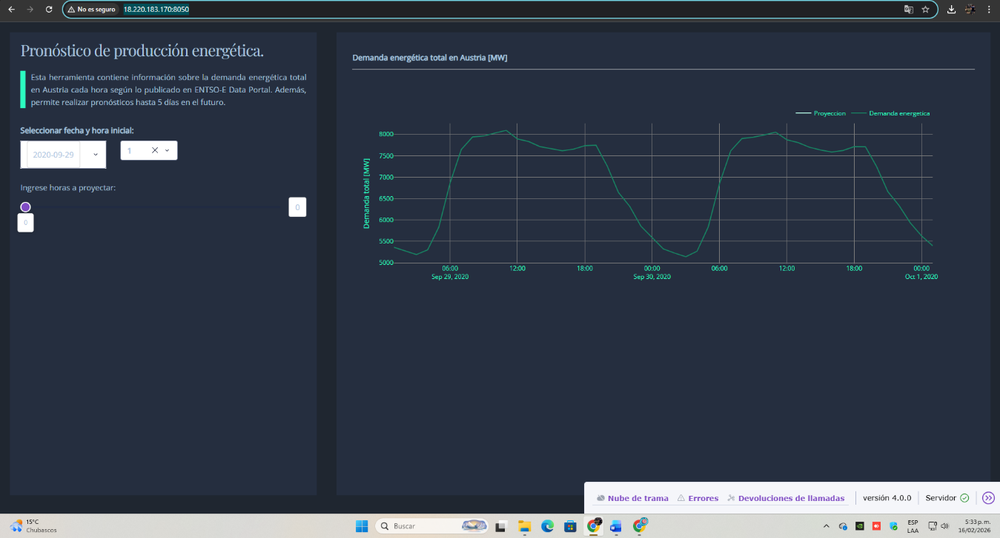 No es seguro
18.220.183.170:8050
Pronóstico de producción energética.
Esta herramienta contiene información sobre la demanda energética total
en Austria cada hora según lo publicado en ENTSO-E Data Portal. Además,
permite realizar pronósticos hasta 5 días en el futuro.
Seleccionar fecha y hora inicial:
2020-09-29
1
Ingrese horas a proyectar:
0
0
Demanda energética total en Austria [MW]
Proyeccion
Demanda energetica
Demanda total [MW]
8000
7500
7000
6500
6000
5500
5000
06:00
Sep 29, 2020
12:00
18:00
00:00
Sep 30, 2020
06:00
12:00
18:00
00:00
Oct 1, 2020
Nube de trama
Errores
Devoluciones de llamadas
versión 4.0.0
Servidor
15°C
Chubascos
Buscar
ESP
LAA
5:33 p. m.
16/02/2026